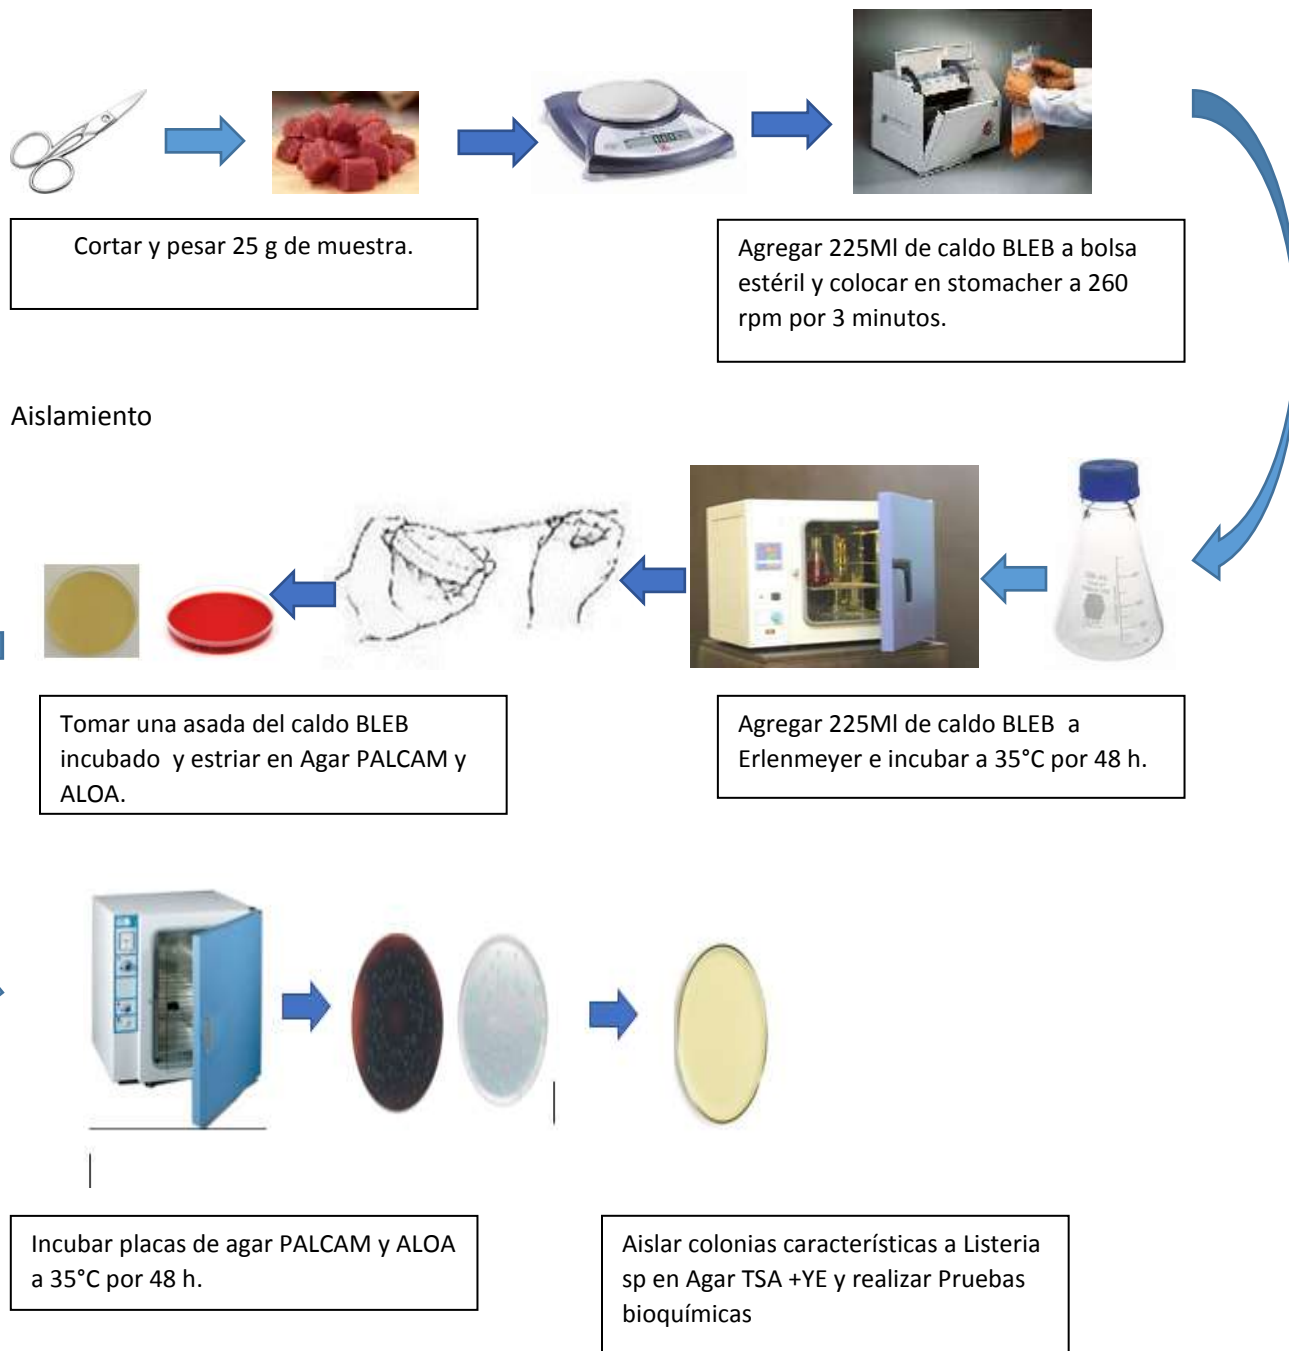 Cortar y pesar 25 g de muestra.
Agregar 225Ml de caldo BLEB a bolsa
estéril y colocar en stomacher a 260
rpm por 3 minutos.
Aislamiento
Tomar una asada del caldo BLEB
incubado  y estriar en Agar PALCAM y
ALOA.
Agregar 225Ml de caldo BLEB  a
Erlenmeyer e incubar a 35°C por 48 h.
Incubar placas de agar PALCAM y ALOA
a 35°C por 48 h.
Aislar colonias características a Listeria
sp en Agar TSA +YE y realizar Pruebas
bioquímicas